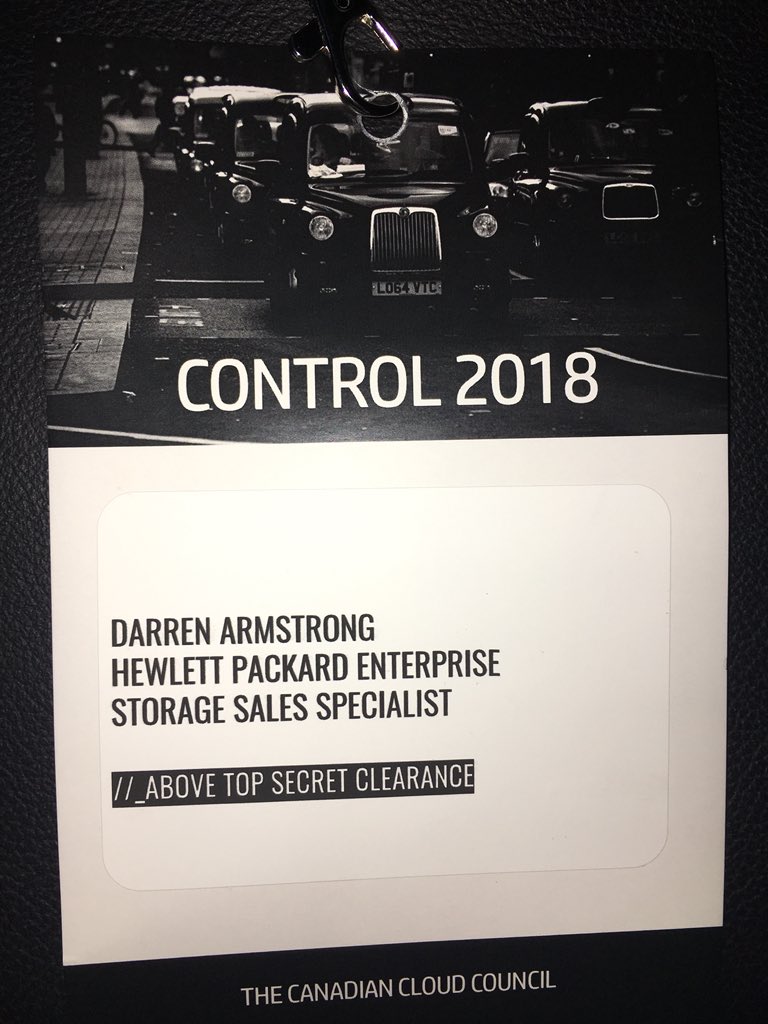 LO64 VTC
CONTROL 2018
DARREN ARMSTRONG
HEWLETT PACKARD ENTERPRISE
STORAGE SALES SPECIALIST
//_ABOVE TOP SECRET CLEARANCE
THE CANADIAN CLOUD COUNCIL